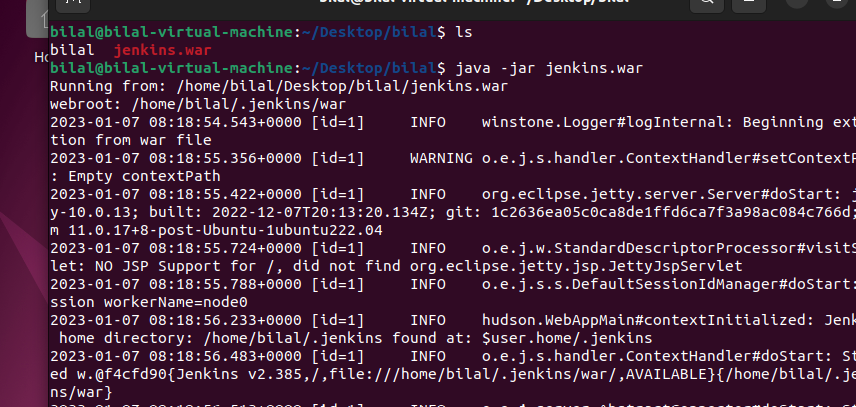 bilal@bilal-virtual-machine:~/Desktop/bilal$ ls
bilal  jenkins.war
bilal@bilal-virtual-machine:~/Desktop/bilal$ java -jar jenkins.war
Running from: /home/bilal/Desktop/bilal/jenkins.war
webroot: /home/bilal/.jenkins/war
2023-01-07 08:18:54.543+0000 [id=1]     INFO    winstone.Logger#logInternal: Beginning ext
tion from war file
2023-01-07 08:18:55.356+0000 [id=1]     WARNING o.e.j.s.handler.ContextHandler#setContextP
: Empty contextPath
2023-01-07 08:18:55.422+0000 [id=1]     INFO    org.eclipse.jetty.server.Server#doStart: j
y-10.0.13; built: 2022-12-07T20:13:20.134Z; git: 1c2636ea05c0ca8de1ffd6ca7f3a98ac084c766d;
m 11.0.17+8-post-Ubuntu-1ubuntu222.04
2023-01-07 08:18:55.724+0000 [id=1]     INFO    o.e.j.w.StandardDescriptorProcessor#visitS
let: NO JSP Support for /, did not find org.eclipse.jetty.jsp.JettyJspServlet
2023-01-07 08:18:55.788+0000 [id=1]     INFO    o.e.j.s.s.DefaultSessionIdManager#doStart:
ssion workerName=node0
2023-01-07 08:18:56.233+0000 [id=1]     INFO    hudson.WebAppMain#contextInitialized: Jenk
 home directory: /home/bilal/.jenkins found at: $user.home/.jenkins
2023-01-07 08:18:56.483+0000 [id=1]     INFO    o.e.j.s.handler.ContextHandler#doStart: St
ed w.@f4cfd90{Jenkins v2.385,/,file:///home/bilal/.jenkins/war/,AVAILABLE}{/home/bilal/.je
ns/war}